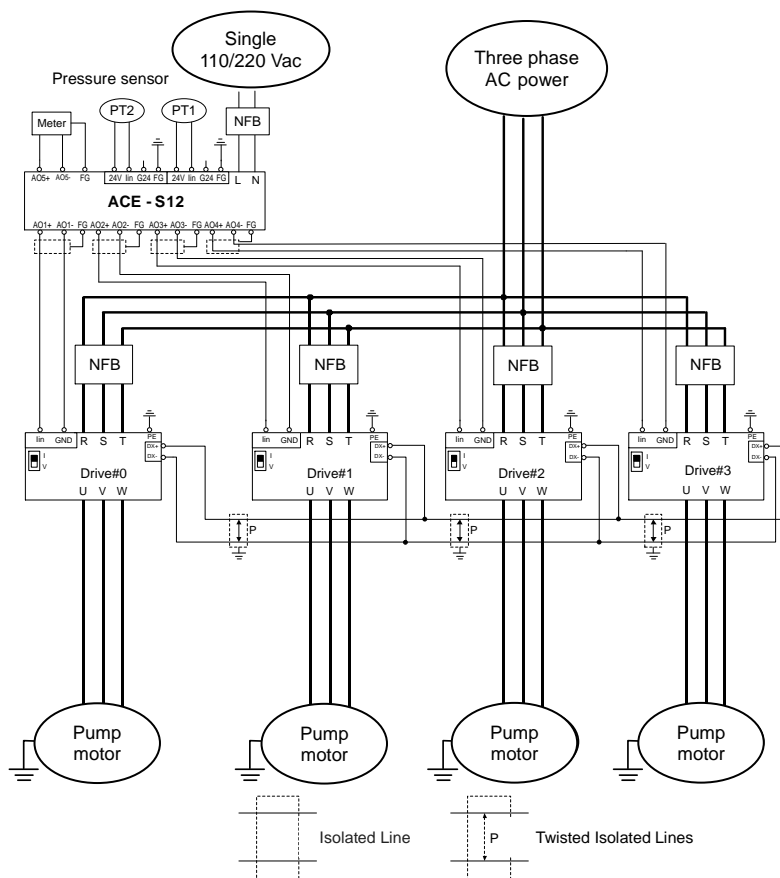 Single
110/220 Vac
Three phase
AC power
Pressure sensor
PT2
PT1
Meter
NFB
AO5+ AO5- FG 24V Iin G24 FG 24V Iin G24 FG L N
ACE - S12
AO1+ AO1- FG AO2+ AO2- FG AO3+ AO3- FG AO4+ AO4- FG
NFB NFB NFB NFB
Iin GND R S T PE
DX+
DX-
I
V
Drive#0
U V W
Iin GND R S T PE
DX+
DX-
I
V
Drive#1
U V W
Iin GND R S T PE
DX+
DX-
I
V
Drive#2
U V W
Iin GND R S T PE
DX+
DX-
I
V
Drive#3
U V W
P P P
Pump
motor
Pump
motor
Pump
motor
Pump
motor
Isolated Line
P
Twisted Isolated Lines